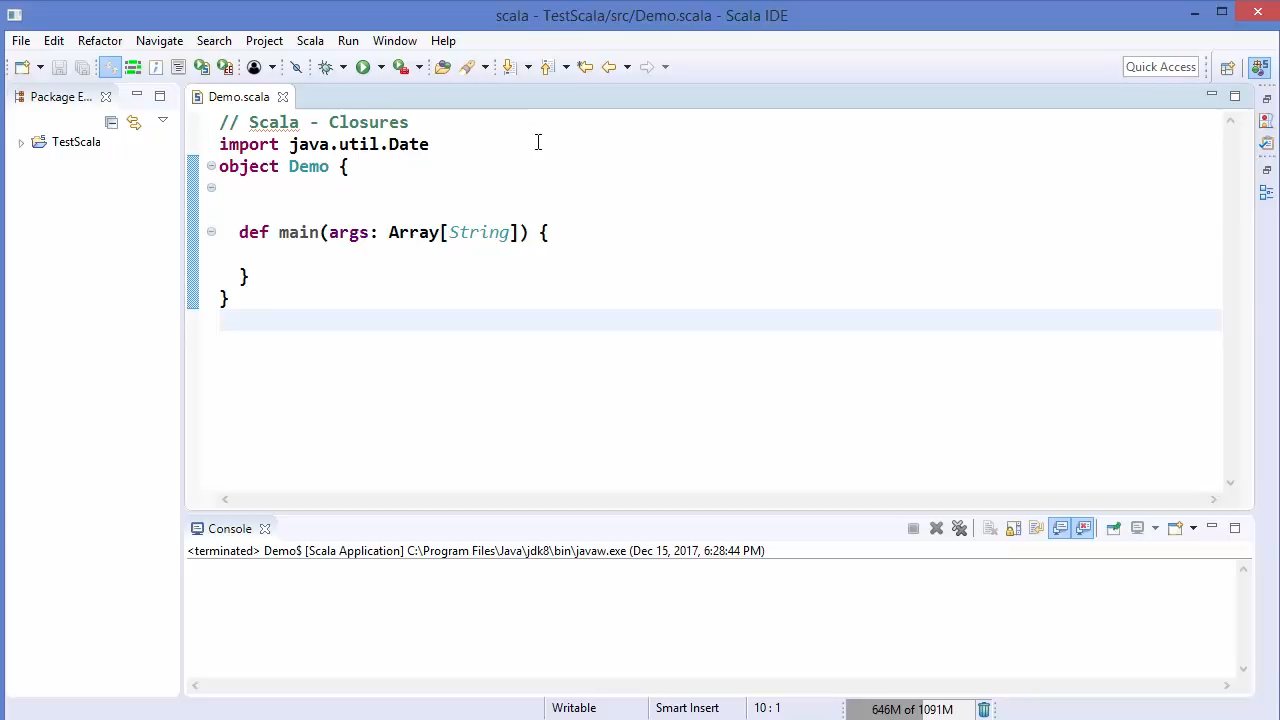 scala - TestScala/src/Demo.scala - Scala IDE
File Edit Refactor Navigate Search Project Scala Run Window Help
Quick Access
Package E...
Demo.scala
TestScala
// Scala - Closures
import java.util.Date
object Demo {
def main(args: Array[String]) {
}
}
Console
<terminated> Demo$ [Scala Application] C:\Program Files\Java\jdk8\bin\javaw.exe (Dec 15, 2017, 6:28:44 PM)
Writable Smart Insert 10 : 1 646M of 1091M